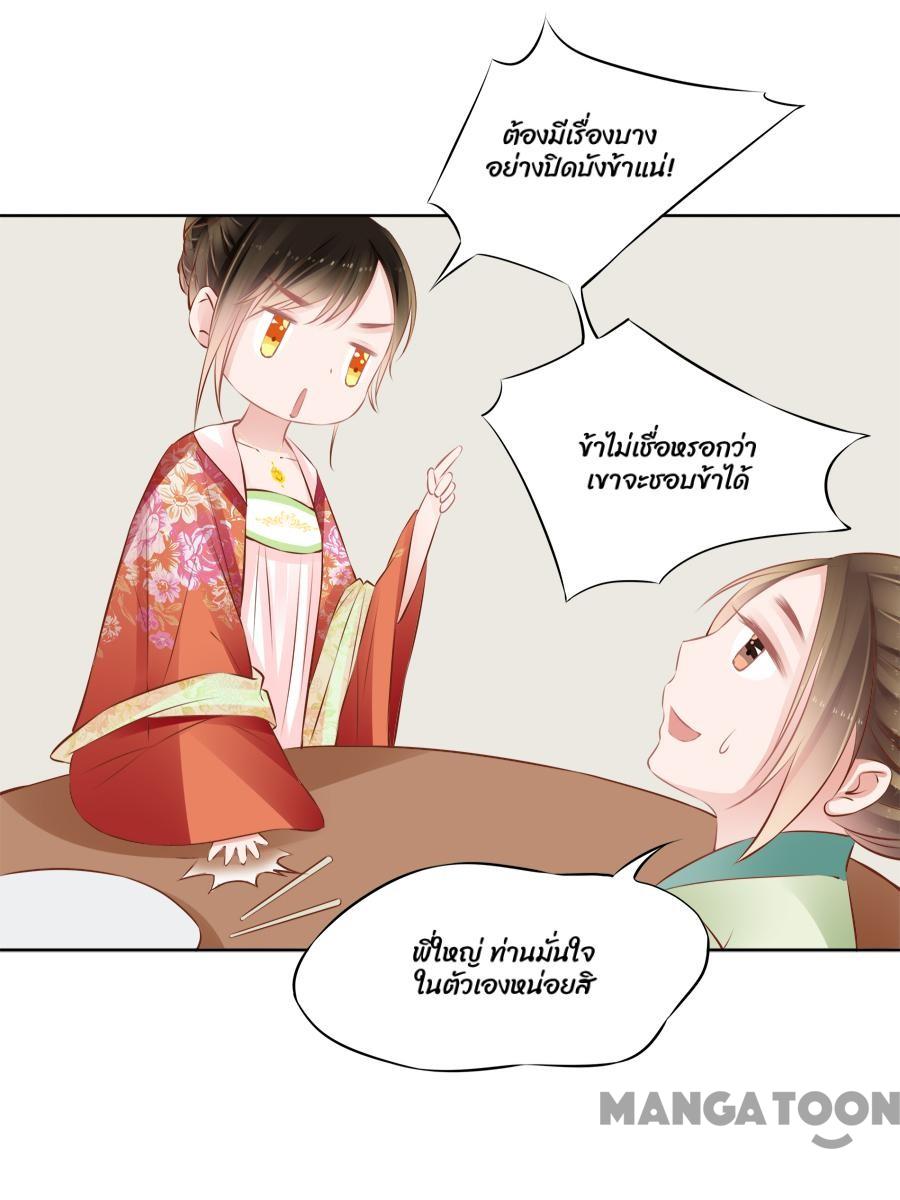 ต้องมีเรื่องบาง
อย่างปิดบังข้าแน่!
ข้าไม่เชื่อหรอกว่า
เขาจะชอบข้าได้
พี่ใหญ่ ท่านมั่นใจ
ในตัวเองหน่อยสิ
MANGATOON